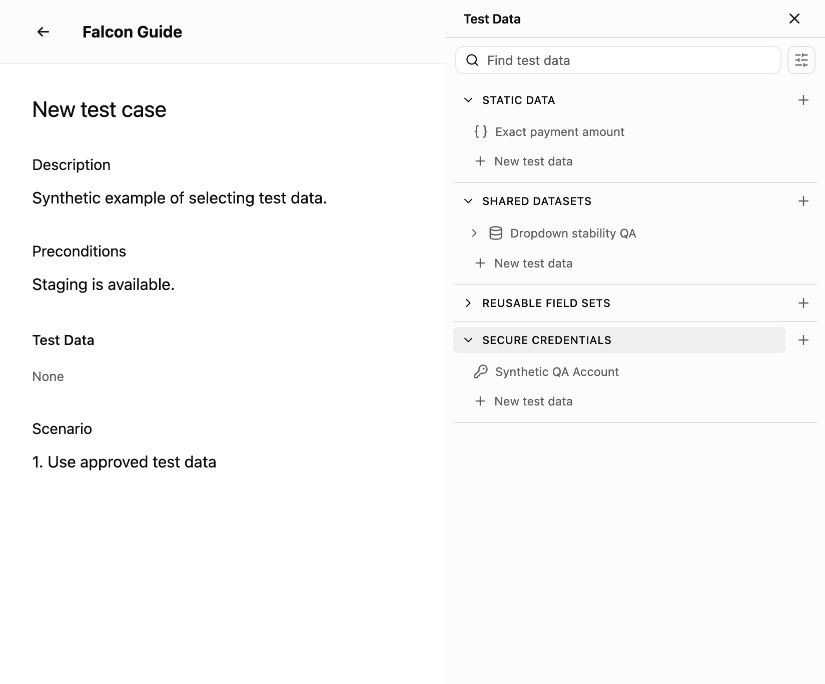 Falcon Guide
New test case
Description
Synthetic example of selecting test data.
Preconditions
Staging is available.
Test Data
None
Scenario
1. Use approved test data
Test Data
Find test data
STATIC DATA
{ } Exact payment amount
New test data
SHARED DATASETS
Dropdown stability QA
New test data
REUSABLE FIELD SETS
SECURE CREDENTIALS
Synthetic QA Account
New test data